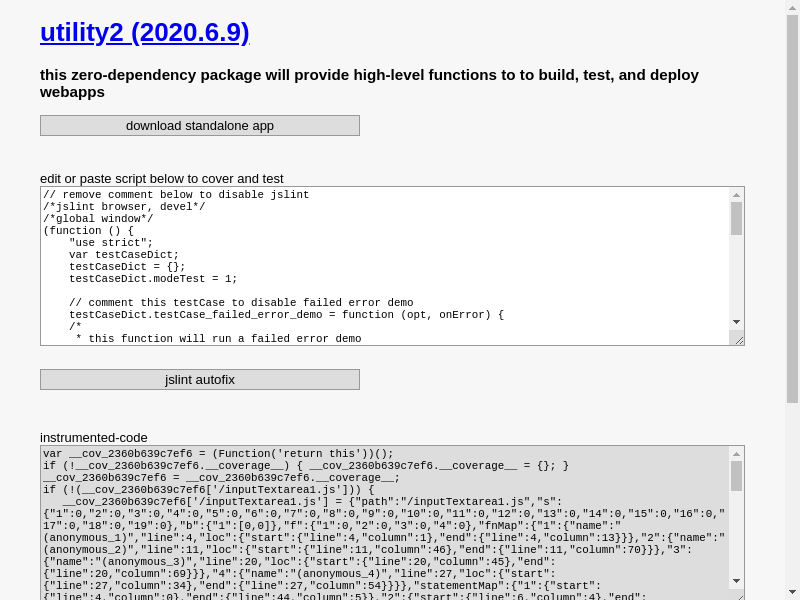 utility2 (2020.6.9)
this zero-dependency package will provide high-level functions to to build, test, and deploy
webapps
download standalone app
edit or paste script below to cover and test
// remove comment below to disable jslint
/*jslint browser, devel*/
/*global window*/
(function () {
    "use strict";
    var testCaseDict;
    testCaseDict = {};
    testCaseDict.modeTest = 1;
    // comment this testCase to disable failed error demo
    testCaseDict.testCase_failed_error_demo = function (opt, onError) {
    /*
     * this function will run a failed error demo
jslint autofix
instrumented-code
var __cov_2360b639c7ef6 = (Function('return this'))();
if (!__cov_2360b639c7ef6.__coverage__) { __cov_2360b639c7ef6.__coverage__ = {}; }
__cov_2360b639c7ef6 = __cov_2360b639c7ef6.__coverage__;
if (!(__cov_2360b639c7ef6['/inputTextarea1.js'])) {
   __cov_2360b639c7ef6['/inputTextarea1.js'] = {"path":"/inputTextarea1.js","s":
{"1":0,"2":0,"3":0,"4":0,"5":0,"6":0,"7":0,"8":0,"9":0,"10":0,"11":0,"12":0,"13":0,"14":0,"15":0,"16":0,"
17":0,"18":0,"19":0},"b":{"1":[0,0]},"f":{"1":0,"2":0,"3":0,"4":0},"fnMap":{"1":{"name":"
(anonymous_1)","line":4,"loc":{"start":{"line":4,"column":1},"end":{"line":4,"column":13}}},"2":{"name":"
(anonymous_2)","line":11,"loc":{"start":{"line":11,"column":46},"end":{"line":11,"column":70}}},"3":
{"name":"(anonymous_3)","line":20,"loc":{"start":{"line":20,"column":45},"end":
{"line":20,"column":69}}},"4":{"name":"(anonymous_4)","line":27,"loc":{"start":
{"line":27,"column":34},"end":{"line":27,"column":54}}}},"statementMap":{"1":{"start":
{"line":4,"column":0},"end":{"line":44,"column":5}},"2":{"start":{"line":6,"column":4},"end":